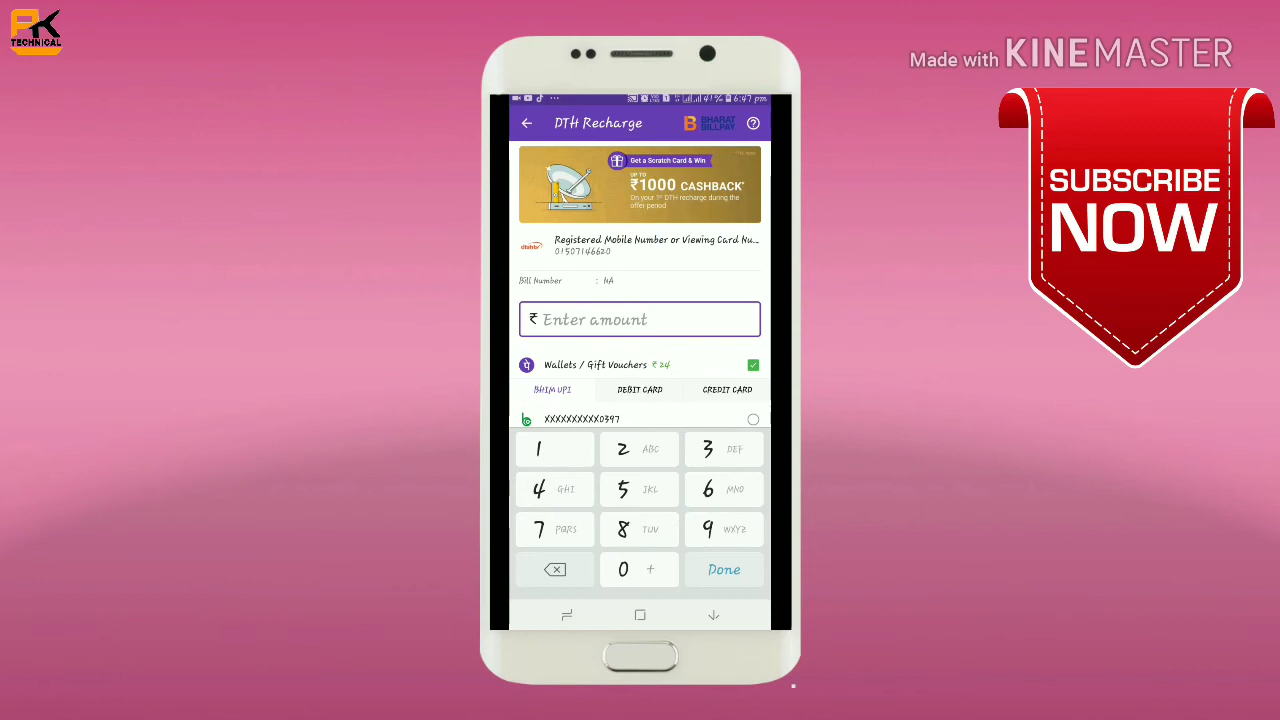 PK
TECHNICAL
Made with KINEMASTER
SUBSCRIBE
NOW
41% 6:47 pm
DTH Recharge
BHARAT
BILLPAY
Get a Scratch Card & Win
UP TO
₹1000 CASHBACK*
On your 1st DTH recharge during the
offer period
dishtv
Registered Mobile Number or Viewing Card Nu...
01507146620
Bill Number : NA
₹ Enter amount
पे Wallets / Gift Vouchers ₹ 24
BHIM UPI DEBIT CARD CREDIT CARD
XXXXXXXXXX0397
1 2 ABC 3 DEF
4 GHI 5 JKL 6 MNO
7 PQRS 8 TUV 9 WXYZ
0 + Done